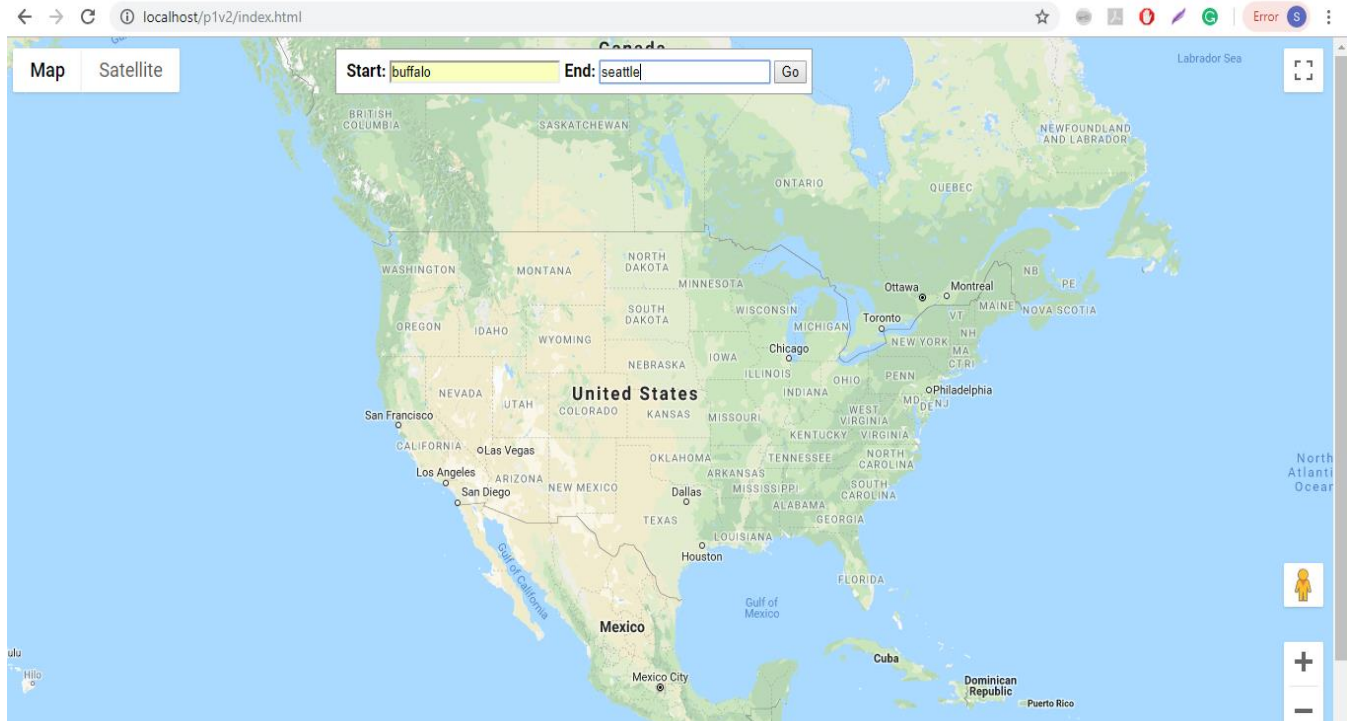 localhost/p1v2/index.html
Error S
Map Satellite
Canada
Start: buffalo End: seattle Go
Labrador Sea
BRITISH
COLUMBIA
SASKATCHEWAN
NEWFOUNDLAND
AND LABRADOR
ONTARIO
QUEBEC
WASHINGTON
MONTANA
NORTH
DAKOTA
MINNESOTA
Ottawa
Montreal
NB
PE
MAINE
NOVA SCOTIA
OREGON
IDAHO
SOUTH
DAKOTA
WISCONSIN
MICHIGAN
Toronto
VT
NH
WYOMING
Chicago
NEW YORK
MA
CT RI
NEBRASKA
IOWA
ILLINOIS
INDIANA
OHIO
PENN
Philadelphia
NEVADA
UTAH
United States
COLORADO
KANSAS
MISSOURI
WEST
VIRGINIA
MD
DE
NJ
San Francisco
KENTUCKY
VIRGINIA
CALIFORNIA
Las Vegas
OKLAHOMA
TENNESSEE
NORTH
CAROLINA
North
Atlanti
Ocear
Los Angeles
ARIZONA
NEW MEXICO
ARKANSAS
MISSISSIPPI
SOUTH
CAROLINA
San Diego
Dallas
ALABAMA
TEXAS
GEORGIA
LOUISIANA
Houston
Gulf of California
FLORIDA
Gulf of
Mexico
Mexico
ulu
Hilo
Cuba
Mexico City
Dominican
Republic
Puerto Rico